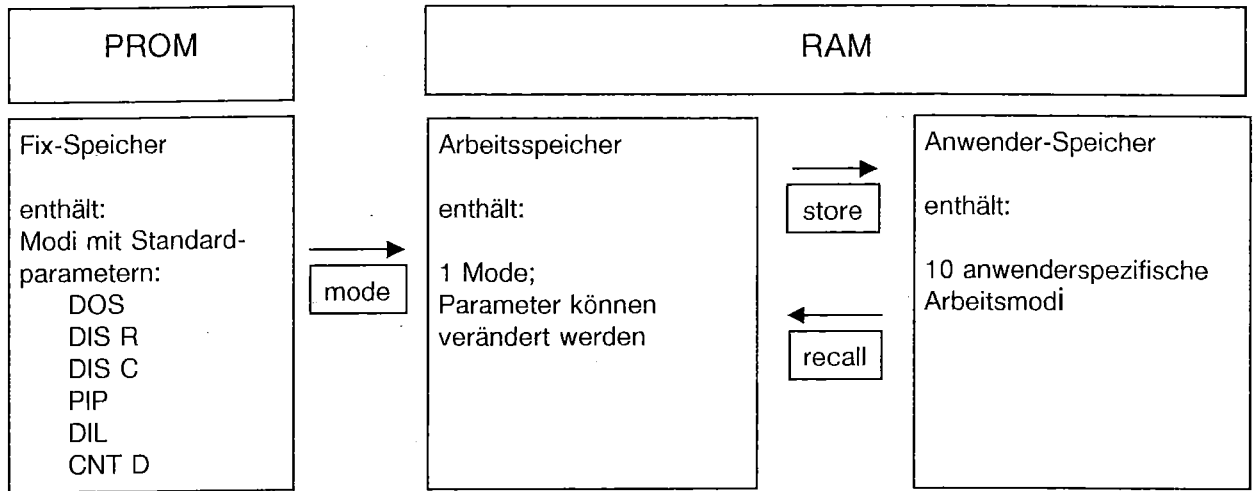 PROM
RAM
Fix-Speicher
enthält:
Modi mit Standard-
parametern:
DOS
DIS R
DIS C
PIP
DIL
CNT D
mode
Arbeitsspeicher
enthält:
1 Mode;
Parameter können
verändert werden
store
recall
Anwender-Speicher
enthält:
10 anwenderspezifische
Arbeitsmodi